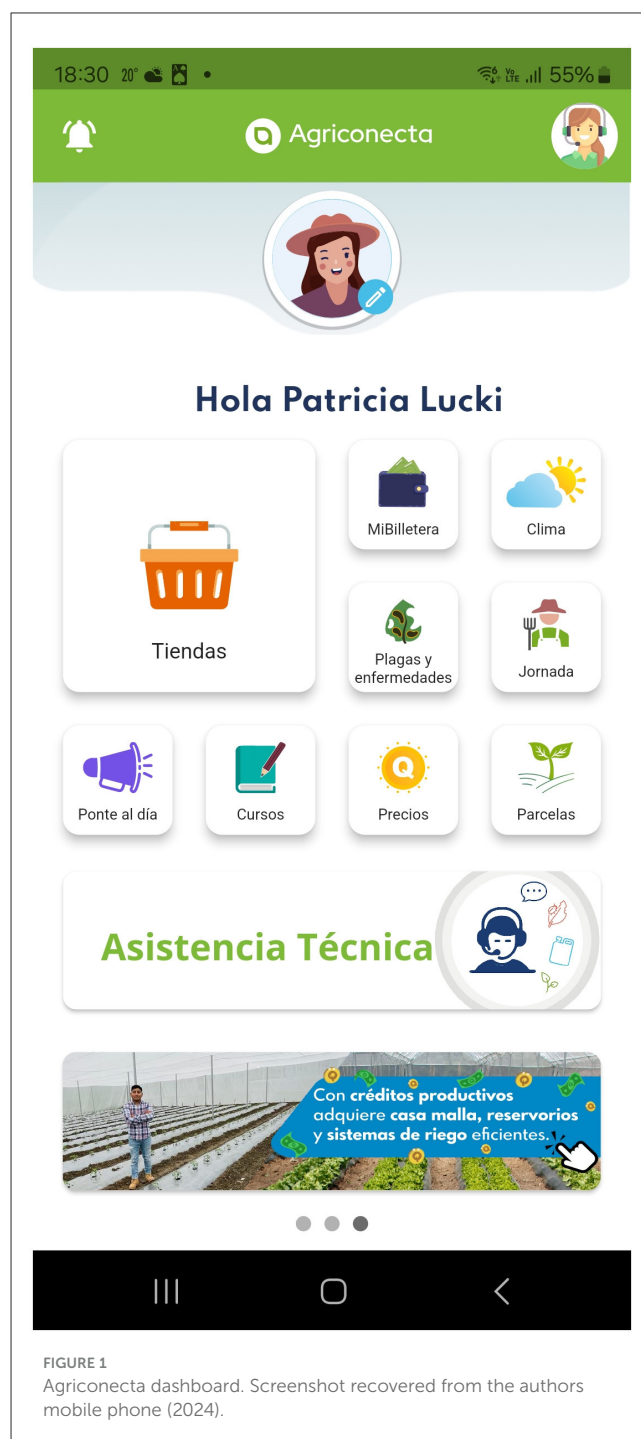 18:30 20°
Vo
LTE 55%
Agriconecta
Hola Patricia Lucki
Tiendas
MiBilletera
Clima
Plagas y
enfermedades
Jornada
Ponte al día
Cursos
Q
Precios
Parcelas
Asistencia Técnica
Con créditos productivos
adquiere casa malla, reservorios
y sistemas de riego eficientes.
FIGURE 1
Agriconecta dashboard. Screenshot recovered from the authors
mobile phone (2024).